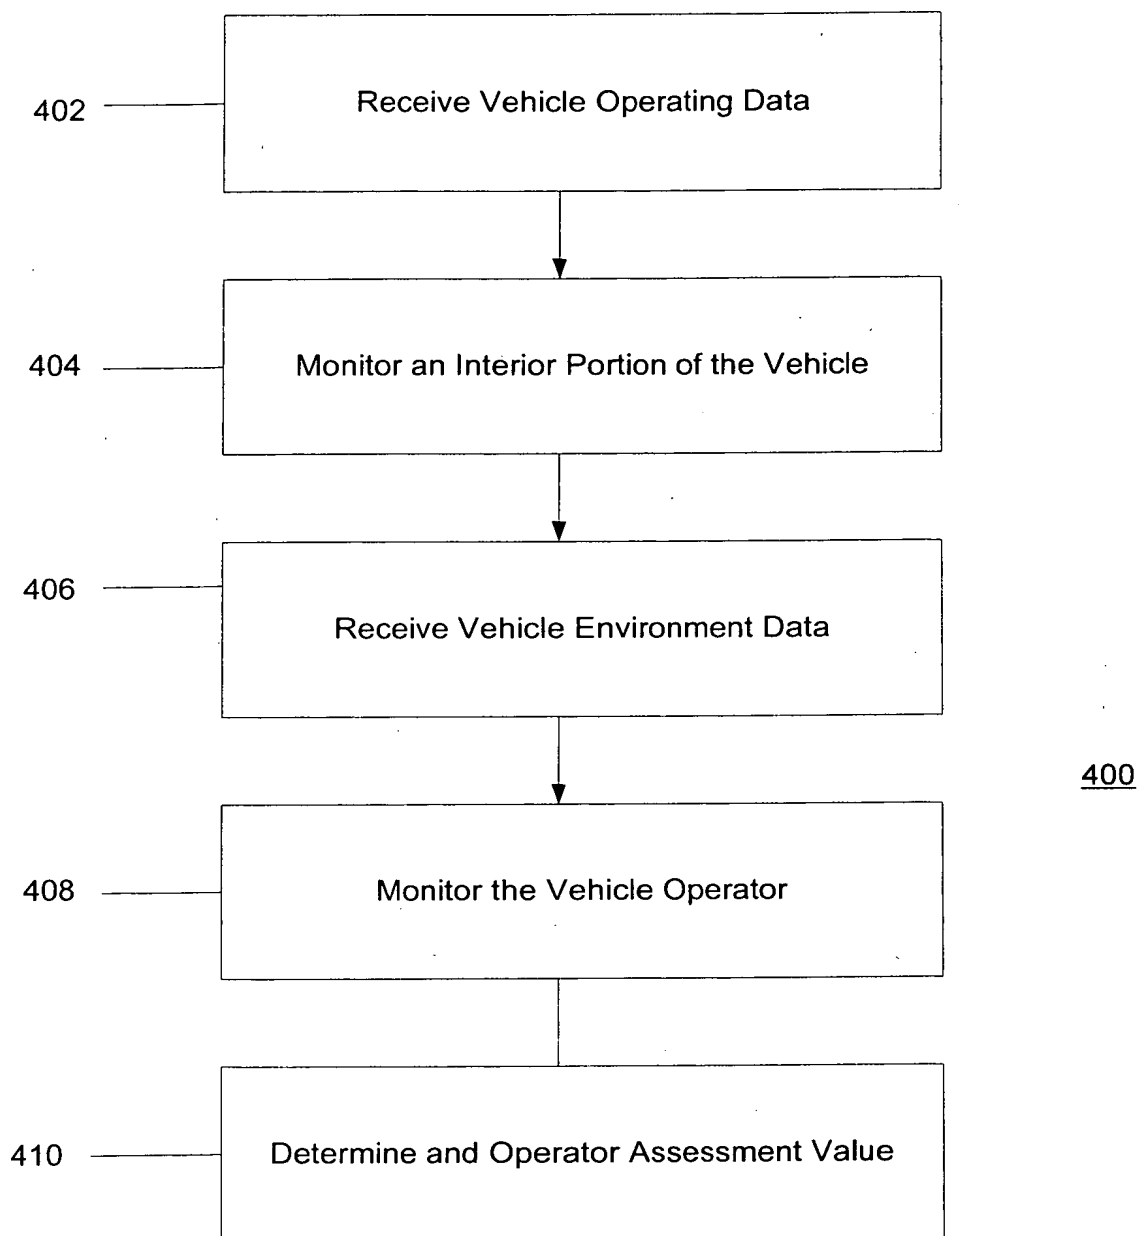 402
Receive Vehicle Operating Data
404
Monitor an Interior Portion of the Vehicle
406
Receive Vehicle Environment Data
400
408
Monitor the Vehicle Operator
410
Determine and Operator Assessment Value